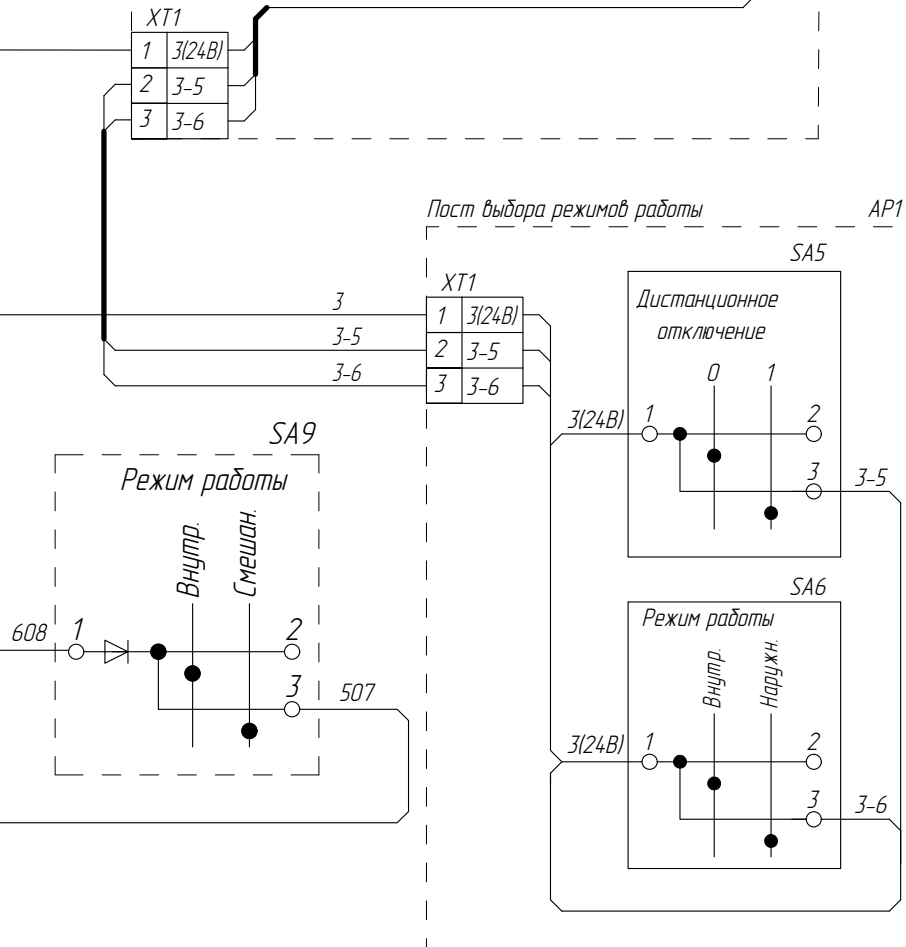 XT1
1 3(24В)
2 3-5
3 3-6
Пост выбора режимов работы
AP1
SA5
XT1
3
1 3(24В)
3-5
2 3-5
3-6
3 3-6
Дистанционное
отключение
0 1
3(24В)
1
2
3
3-5
SA9
Режим работы
Внутр.
Смешан.
608
1
2
3
507
SA6
Режим работы
Внутр.
Наружн.
3(24В)
1
2
3
3-6